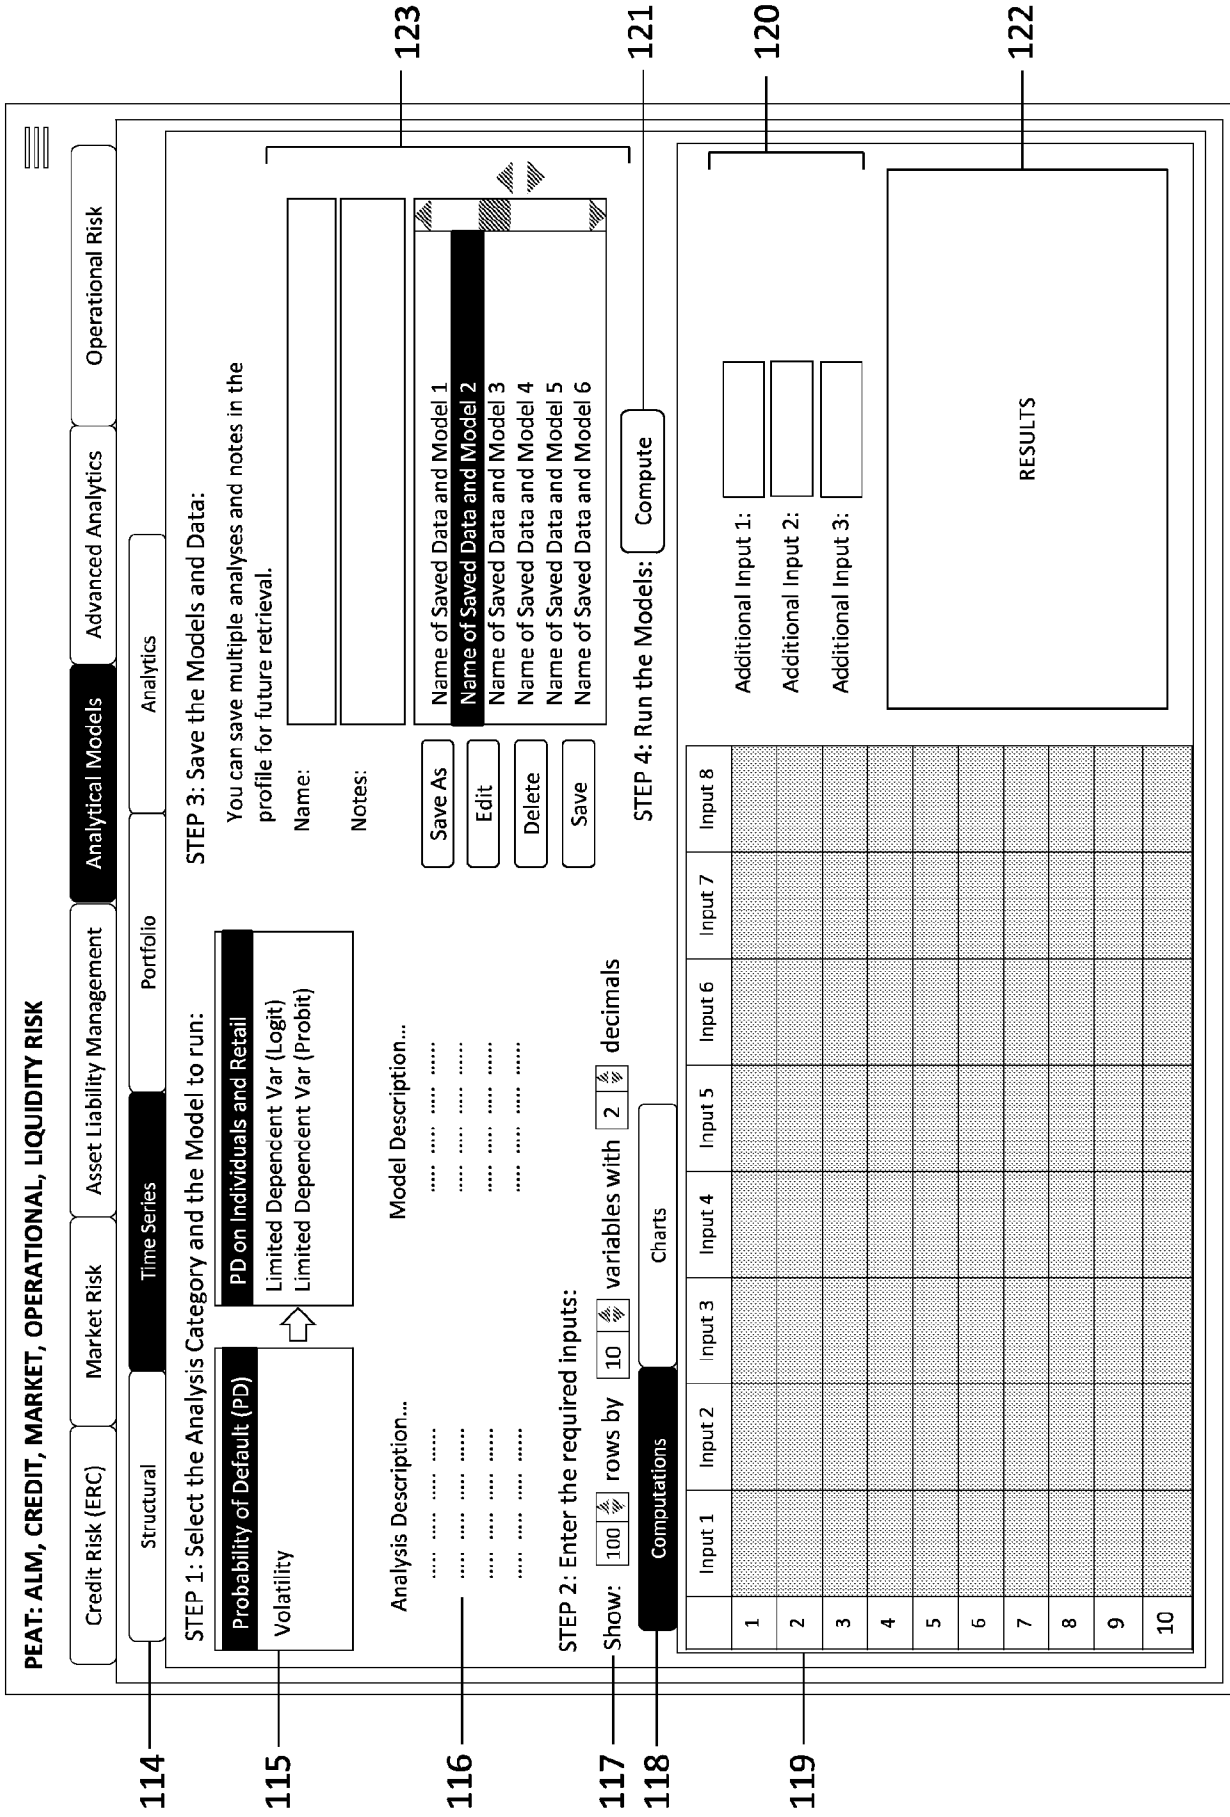 PEAT: ALM, CREDIT, MARKET, OPERATIONAL, LIQUIDITY RISK
Credit Risk (ERC)
Market Risk
Asset Liability Management
Analytical Models
Advanced Analytics
Operational Risk
114
Structural
Time Series
Portfolio
Analytics
STEP 1: Select the Analysis Category and the Model to run:
115
Probability of Default (PD)
Volatility
PD on Individuals and Retail
Limited Dependent Var (Logit)
Limited Dependent Var (Probit)
116
Analysis Description...
..... ..... ..... ......
..... ..... ..... ......
..... ..... ..... ......
..... ..... ..... ......
Model Description...
..... ..... ..... ......
..... ..... ..... ......
..... ..... ..... ......
..... ..... ..... ......
STEP 3: Save the Models and Data:
You can save multiple analyses and notes in the
profile for future retrieval.
Name:
Notes:
123
Save As
Edit
Delete
Save
Name of Saved Data and Model 1
Name of Saved Data and Model 2
Name of Saved Data and Model 3
Name of Saved Data and Model 4
Name of Saved Data and Model 5
Name of Saved Data and Model 6
STEP 2: Enter the required inputs:
117
Show: 100 rows by 10 variables with 2 decimals
STEP 4: Run the Models: Compute
121
118
Computations
Charts
119
Input 1 Input 2 Input 3 Input 4 Input 5 Input 6 Input 7 Input 8
1
2
3
4
5
6
7
8
9
10
Additional Input 1:
Additional Input 2:
Additional Input 3:
120
RESULTS
122